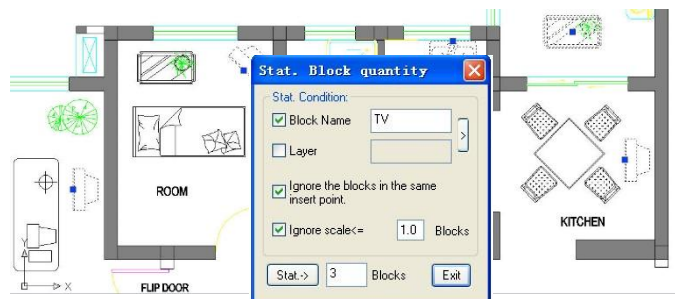 Stat. Block quantity
Stat. Condition:
Block Name
TV
>
Layer
Ignore the blocks in the same
insert point.
Ignore scale<=
1.0
Blocks
Stat.->
3
Blocks
Exit
ROOM
KITCHEN
FLIP DOOR
Y
X